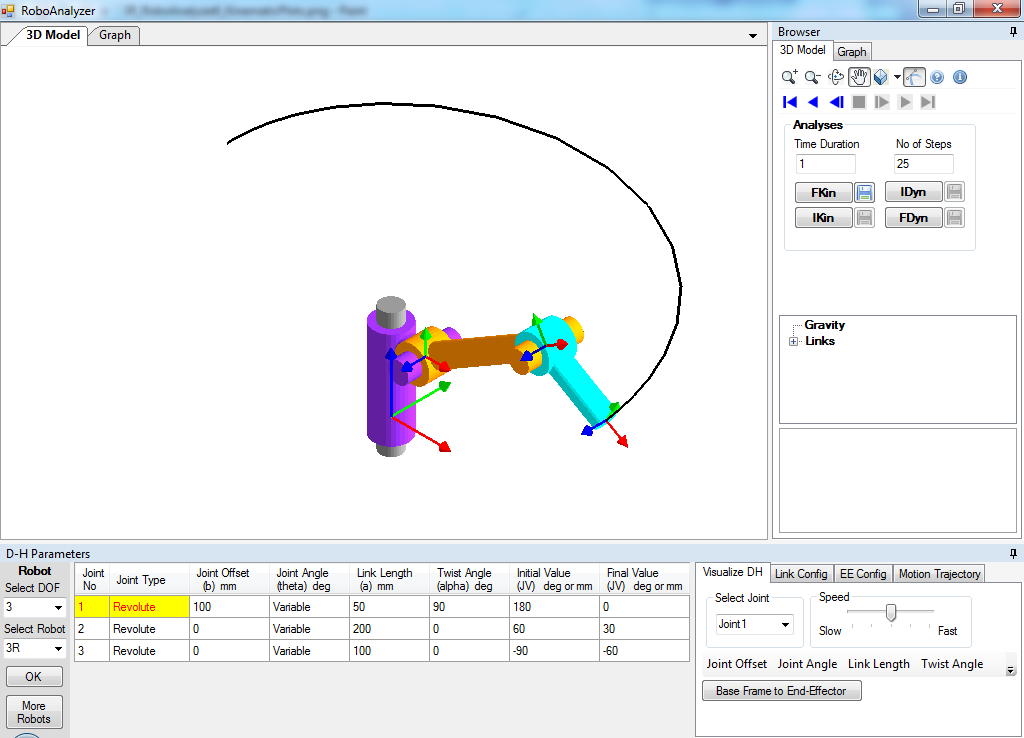 RoboAnalyzer
3D Model Graph
Browser
3D Model Graph
Analyses
Time Duration No of Steps
1 25
FKin IDyn
IKin FDyn
Gravity
Links
D-H Parameters
Robot
Select DOF
3
Select Robot
3R
OK
More
Robots
Joint No Joint Type Joint Offset (b) mm Joint Angle (theta) deg Link Length (a) mm Twist Angle (alpha) deg Initial Value (JV) deg or mm Final Value (JV) deg or mm
1 Revolute 100 Variable 50 90 180 0
2 Revolute 0 Variable 200 0 60 30
3 Revolute 0 Variable 100 0 -90 -60
Visualize DH Link Config EE Config Motion Trajectory
Select Joint
Joint1
Speed
Slow Fast
Joint Offset Joint Angle Link Length Twist Angle
Base Frame to End-Effector